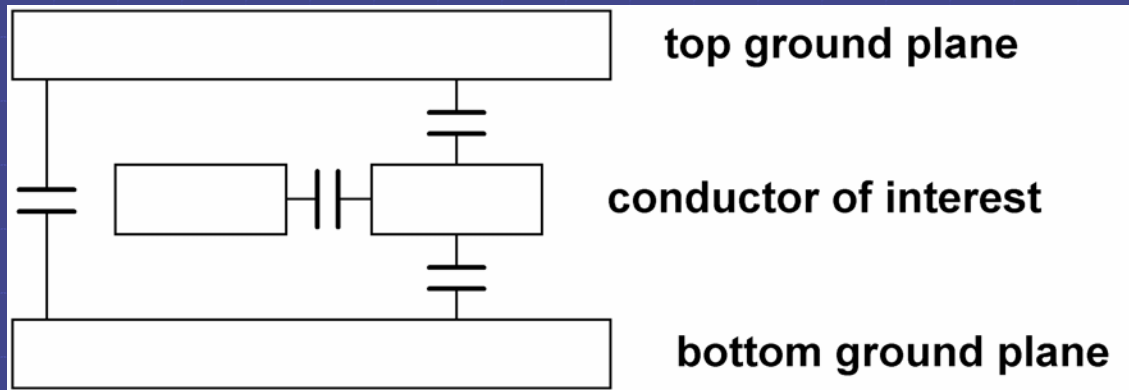 top ground plane
conductor of interest
bottom ground plane